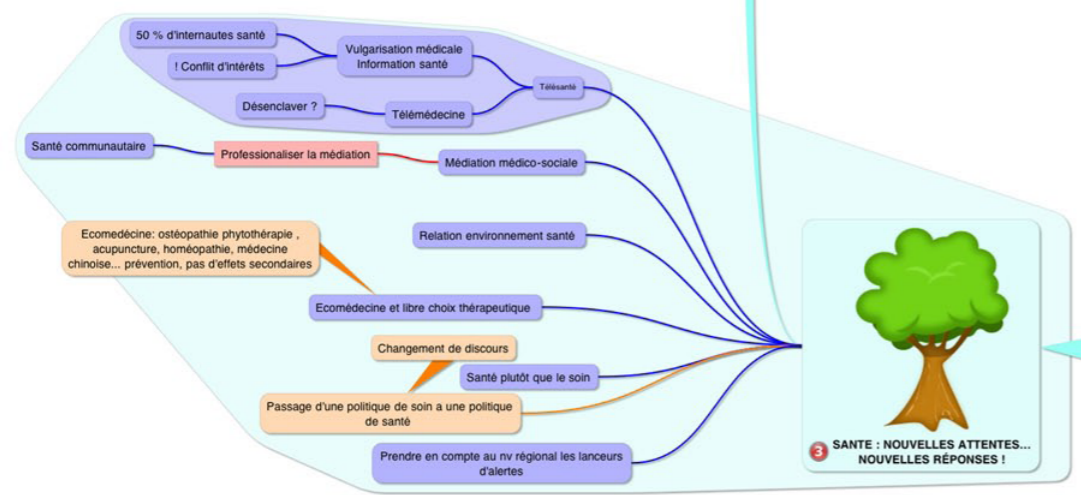 50 % d'internautes santé
! Conflit d'intérêts
Vulgarisation médicale
Information santé
Télésanté
Désenclaver ?
Télémédecine
Santé communautaire
Professionaliser la médiation
Médiation médico-sociale
Relation environnement santé
Ecomedécine: ostéopathie phytothérapie ,
acupuncture, homéopathie, médecine
chinoise... prévention, pas d'effets secondaires
Ecomédecine et libre choix thérapeutique
Changement de discours
Santé plutôt que le soin
Passage d'une politique de soin a une politique
de santé
Prendre en compte au nv régional les lanceurs
d'alertes
3 SANTE : NOUVELLES ATTENTES...
NOUVELLES RÉPONSES !